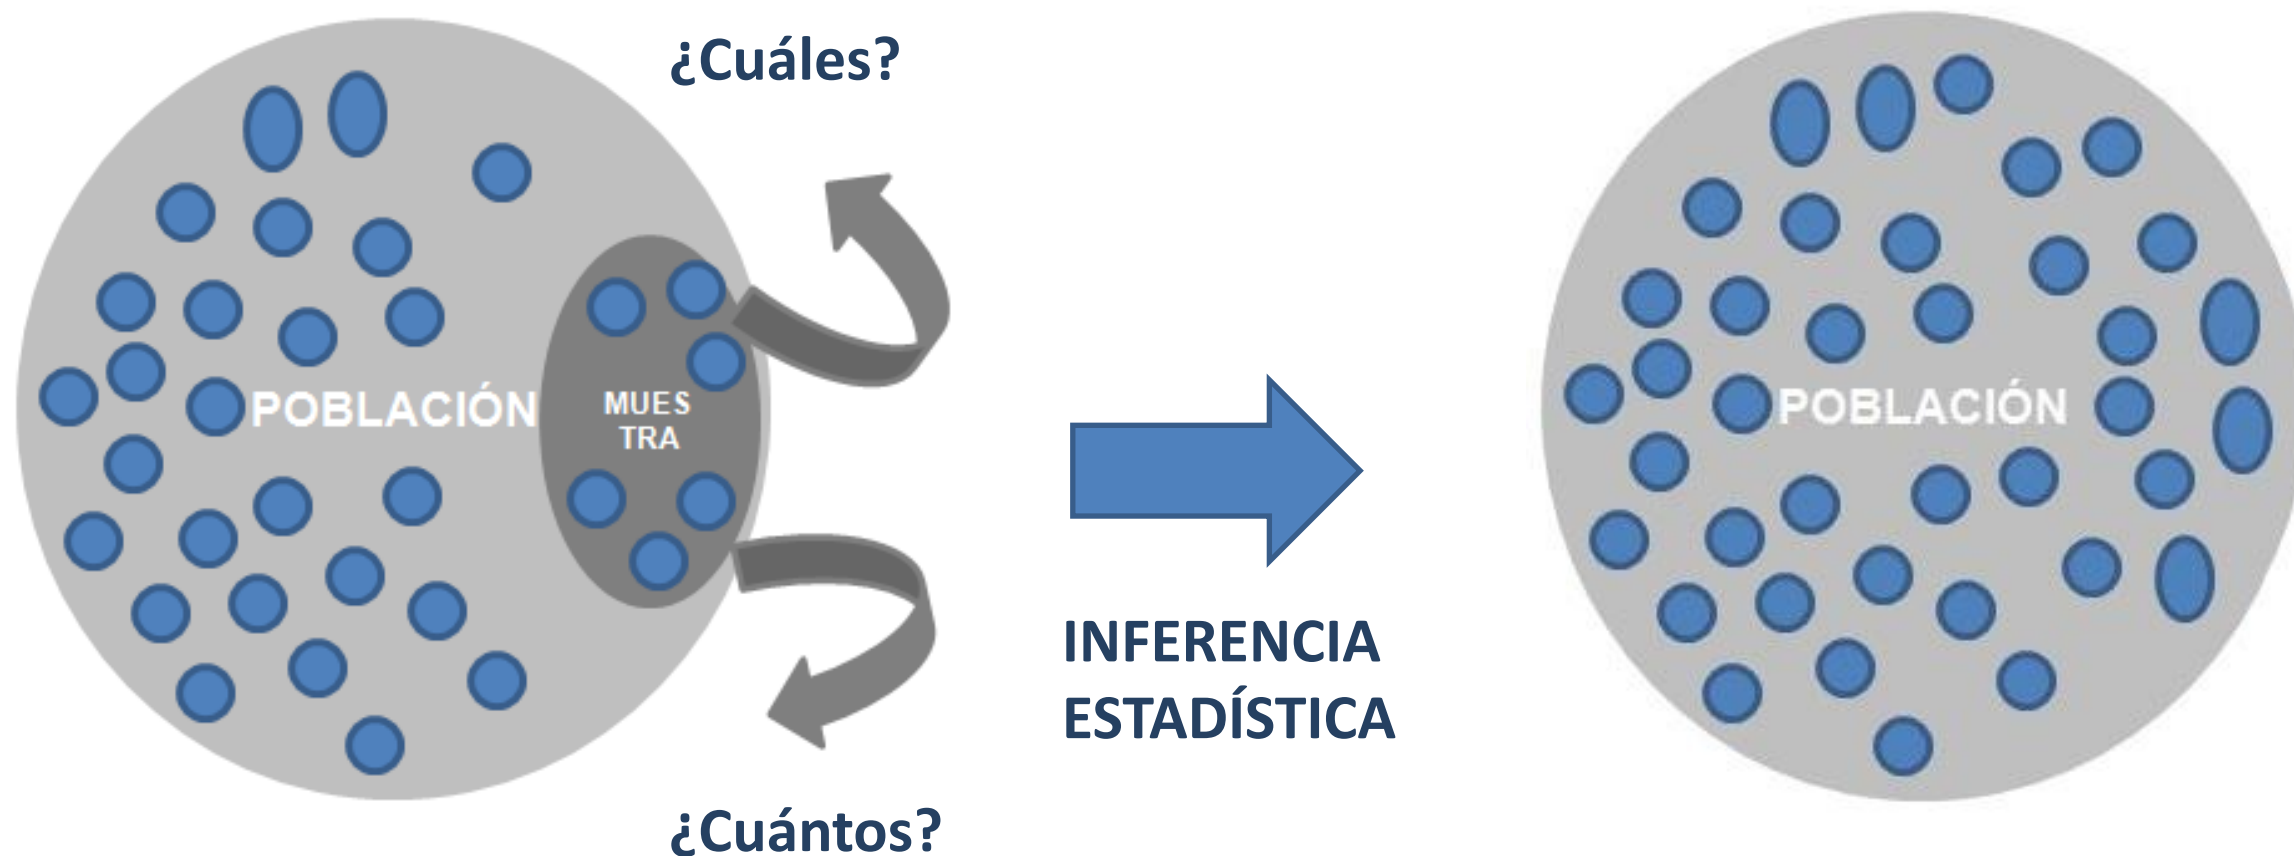 ¿Cuáles?
POBLACIÓN
MUES
TRA
¿Cuántos?
INFERENCIA
ESTADÍSTICA
POBLACIÓN